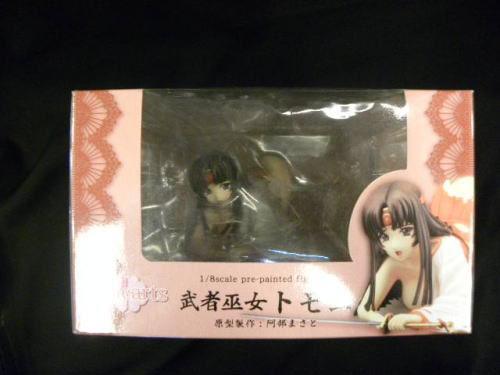 1/8scale pre-painted
武者巫女トモエ
原型製作：阿部まさと